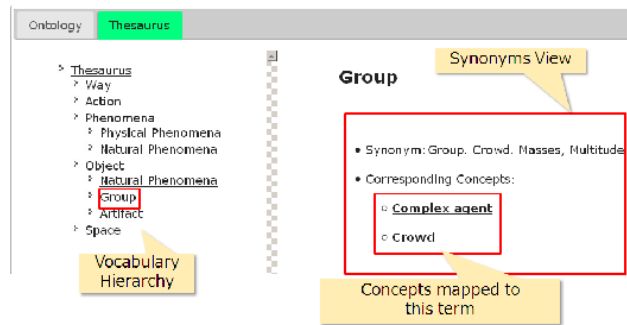 Ontology
Thesaurus
Thesaurus
Way
Action
Phenomena
Physical Phenomena
Natural Phenomena
Object
Natural Phenomena
Group
Artifact
Space
Vocabulary
Hierarchy
Synonyms View
Group
• Synonym: Group. Crowd. Masses, Multitude
• Corresponding Concepts:
○ Complex agent
○ Crowd
Concepts mapped to
this term